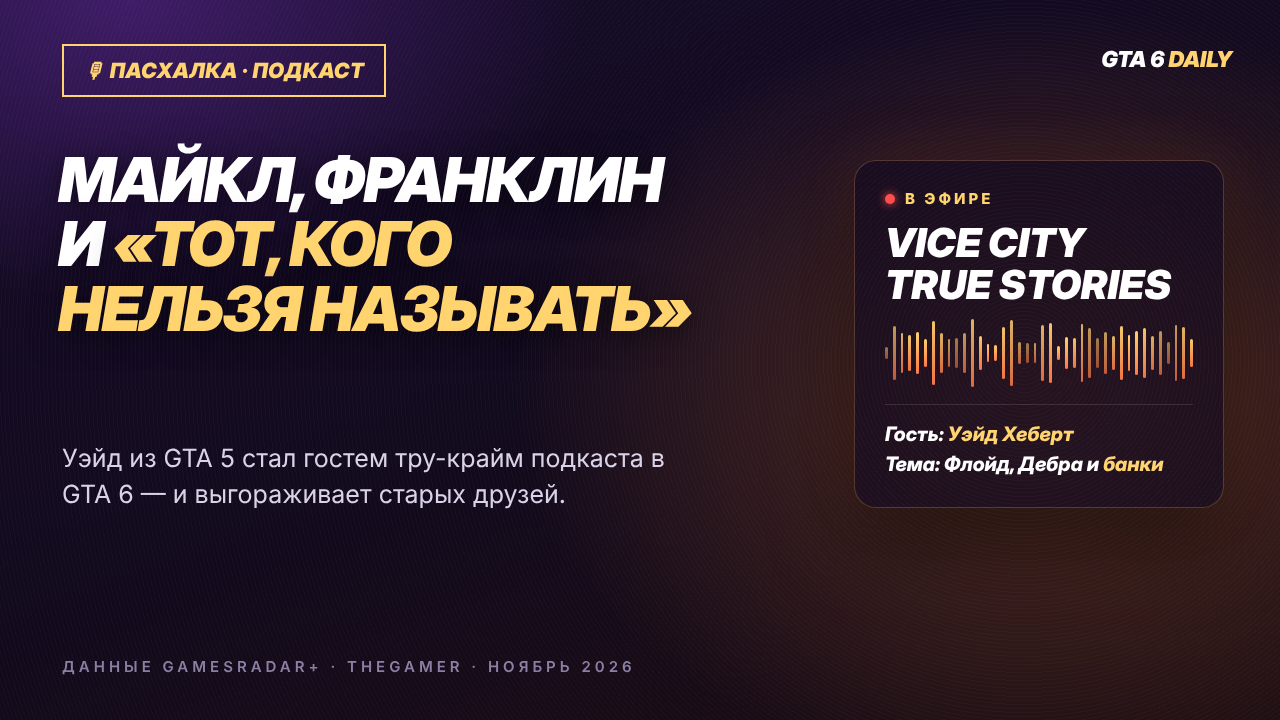 🎙 ПАСХАЛКА · ПОДКАСТ
GTA 6 DAILY
МАЙКЛ, ФРАНКЛИН
И «ТОТ, КОГО
НЕЛЬЗЯ НАЗЫВАТЬ»
Уэйд из GTA 5 стал гостем тру-крайм подкаста в
GTA 6 — и выгораживает старых друзей.
В ЭФИРЕ
VICE CITY
TRUE STORIES
Гость: Уэйд Хеберт
Тема: Флойд, Дебра и банки
ДАННЫЕ GAMESRADAR+ · THEGAMER · НОЯБРЬ 2026